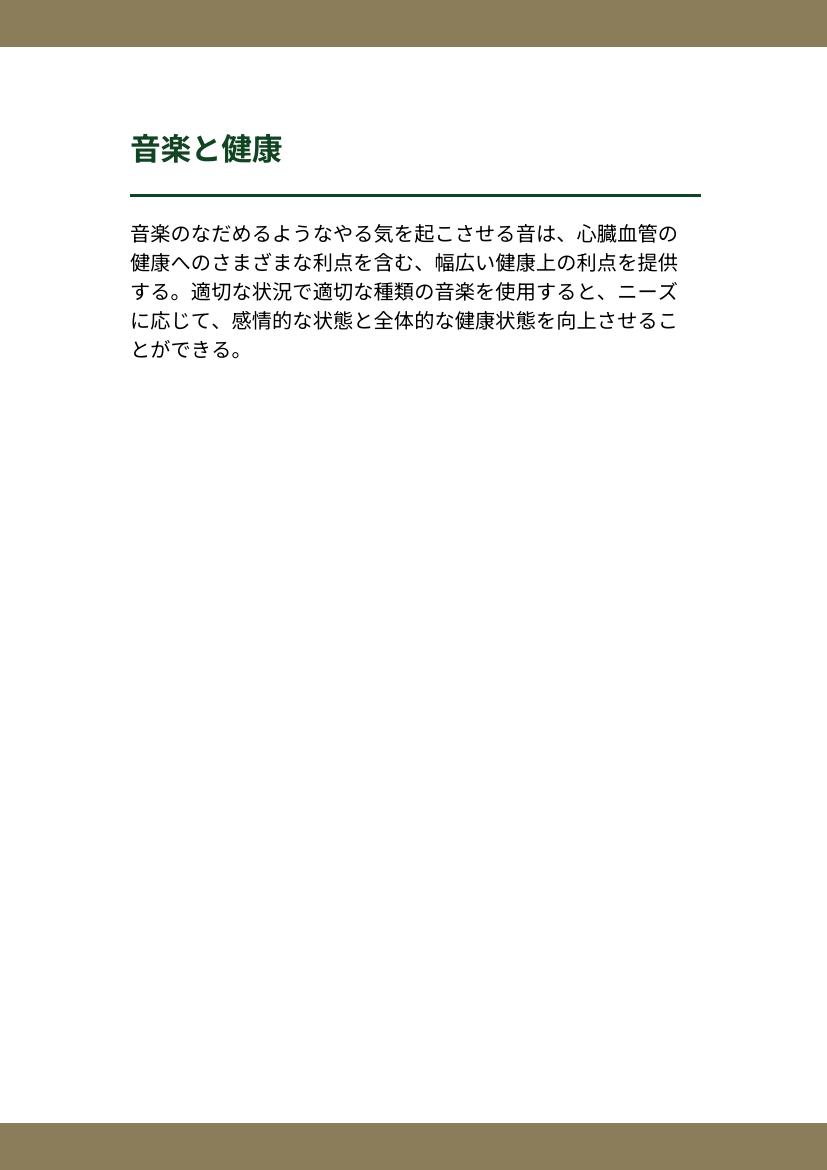 音楽と健康
音楽のなだめるようなやる気を起こさせる音は、心臓血管の
健康へのさまざまな利点を含む、幅広い健康上の利点を提供
する。適切な状況で適切な種類の音楽を使用すると、ニーズ
に応じて、感情的な状態と全体的な健康状態を向上させるこ
とができる。